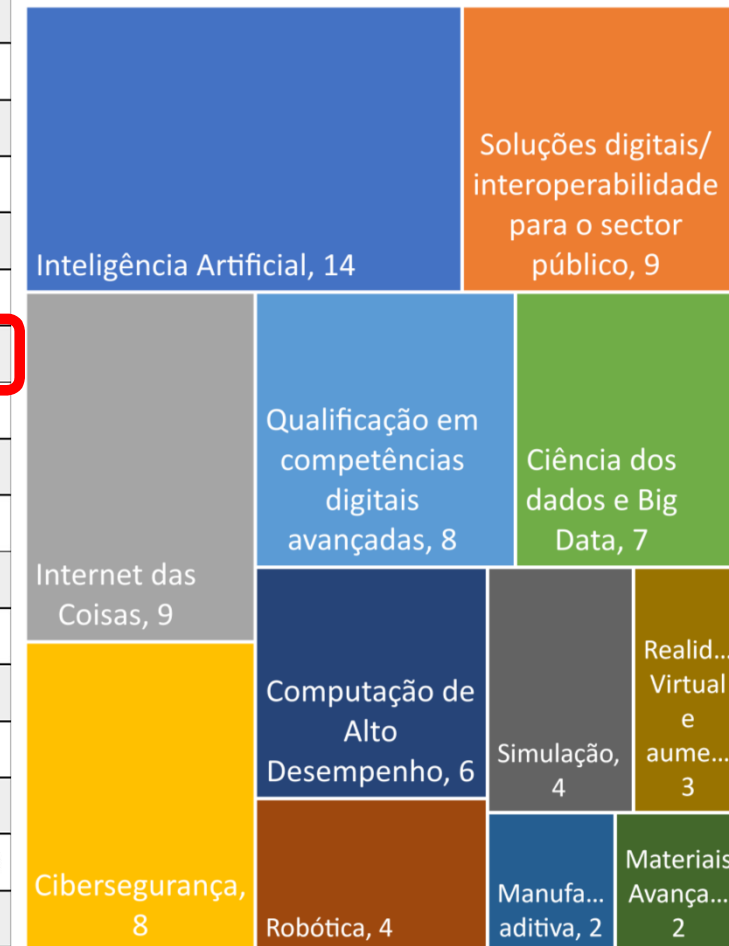 Inteligência Artificial, 14
Soluções digitais/
interoperabilidade
para o sector
público, 9
Internet das
Coisas, 9
Qualificação em
competências
digitais
avançadas, 8
Ciência dos
dados e Big
Data, 7
Cibersegurança,
8
Computação de
Alto
Desempenho, 6
Robótica, 4
Simulação,
4
Realid...
Virtual
e
aume...
3
Manufa...
aditiva, 2
Materiais
Avança...
2